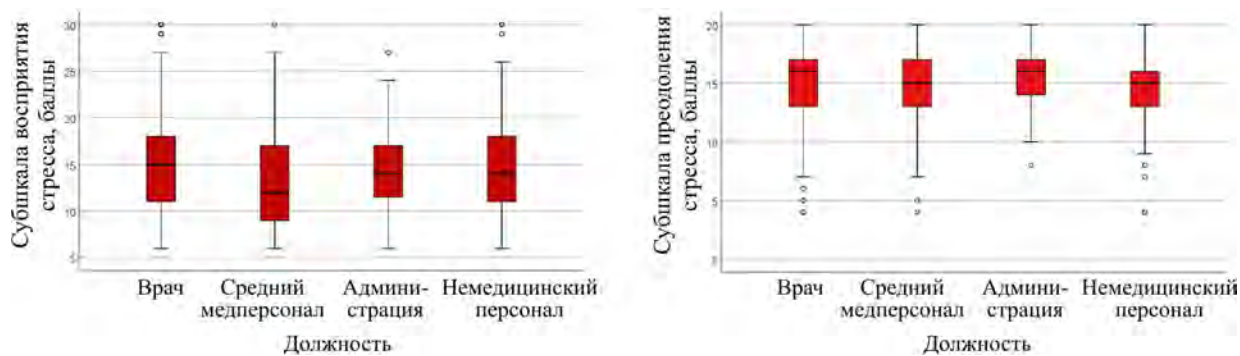 Субшкала восприятия
стресса, баллы
30
25
20
15
10
5
Врач
Средний
медперсонал
Админи-
страция
Немедицинский
персонал
Должность
Субшкала преодоления
стресса, баллы
20
15
10
5
Врач
Средний
медперсонал
Админи-
страция
Немедицинский
персонал
Должность